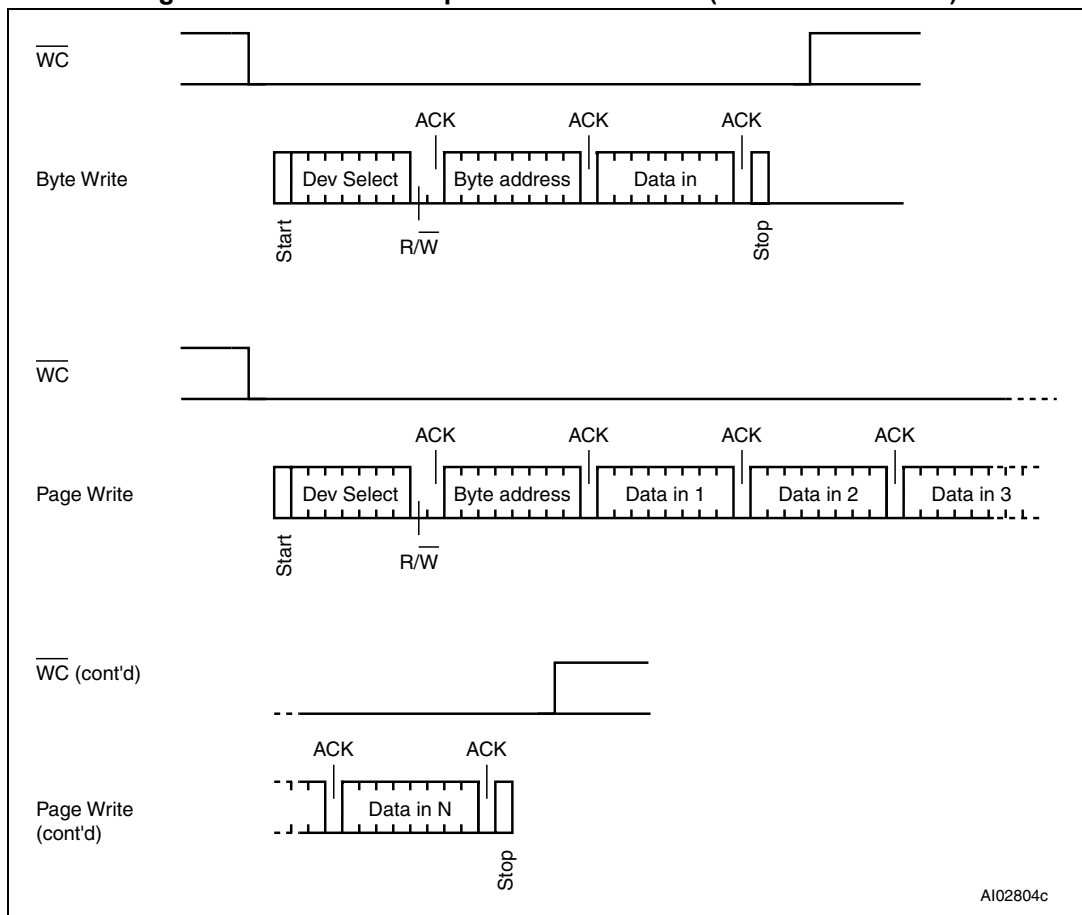 WC
ACK ACK ACK
Byte Write
Dev Select Byte address Data in
Start
R/W
Stop
WC
ACK ACK ACK ACK
Page Write
Dev Select Byte address Data in 1 Data in 2 Data in 3
Start
R/W
WC (cont'd)
ACK ACK
Page Write
(cont'd)
Data in N
Stop
AI02804c